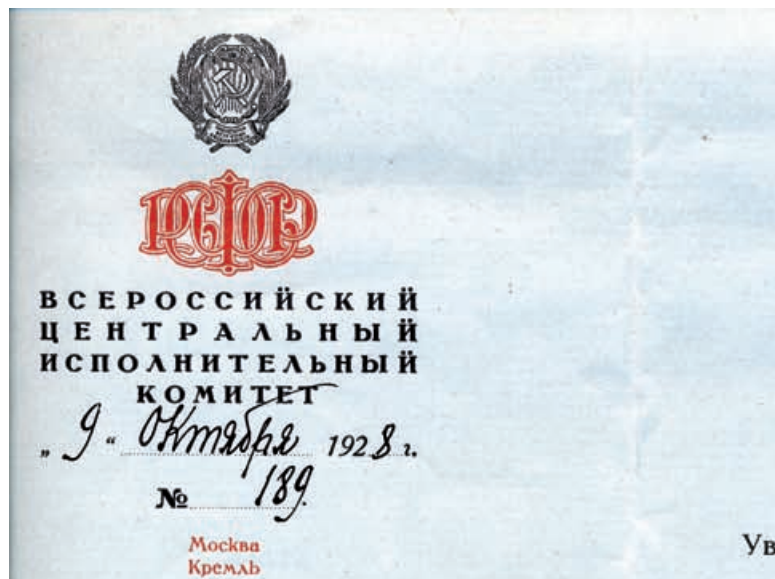 РСФСР
ВСЕРОССИЙСКИЙ
ЦЕНТРАЛЬНЫЙ
ИСПОЛНИТЕЛЬНЫЙ
КОМИТЕТ
„ 9 “ Октября 1928 г.
№ 189.
Москва
Кремль
Ув